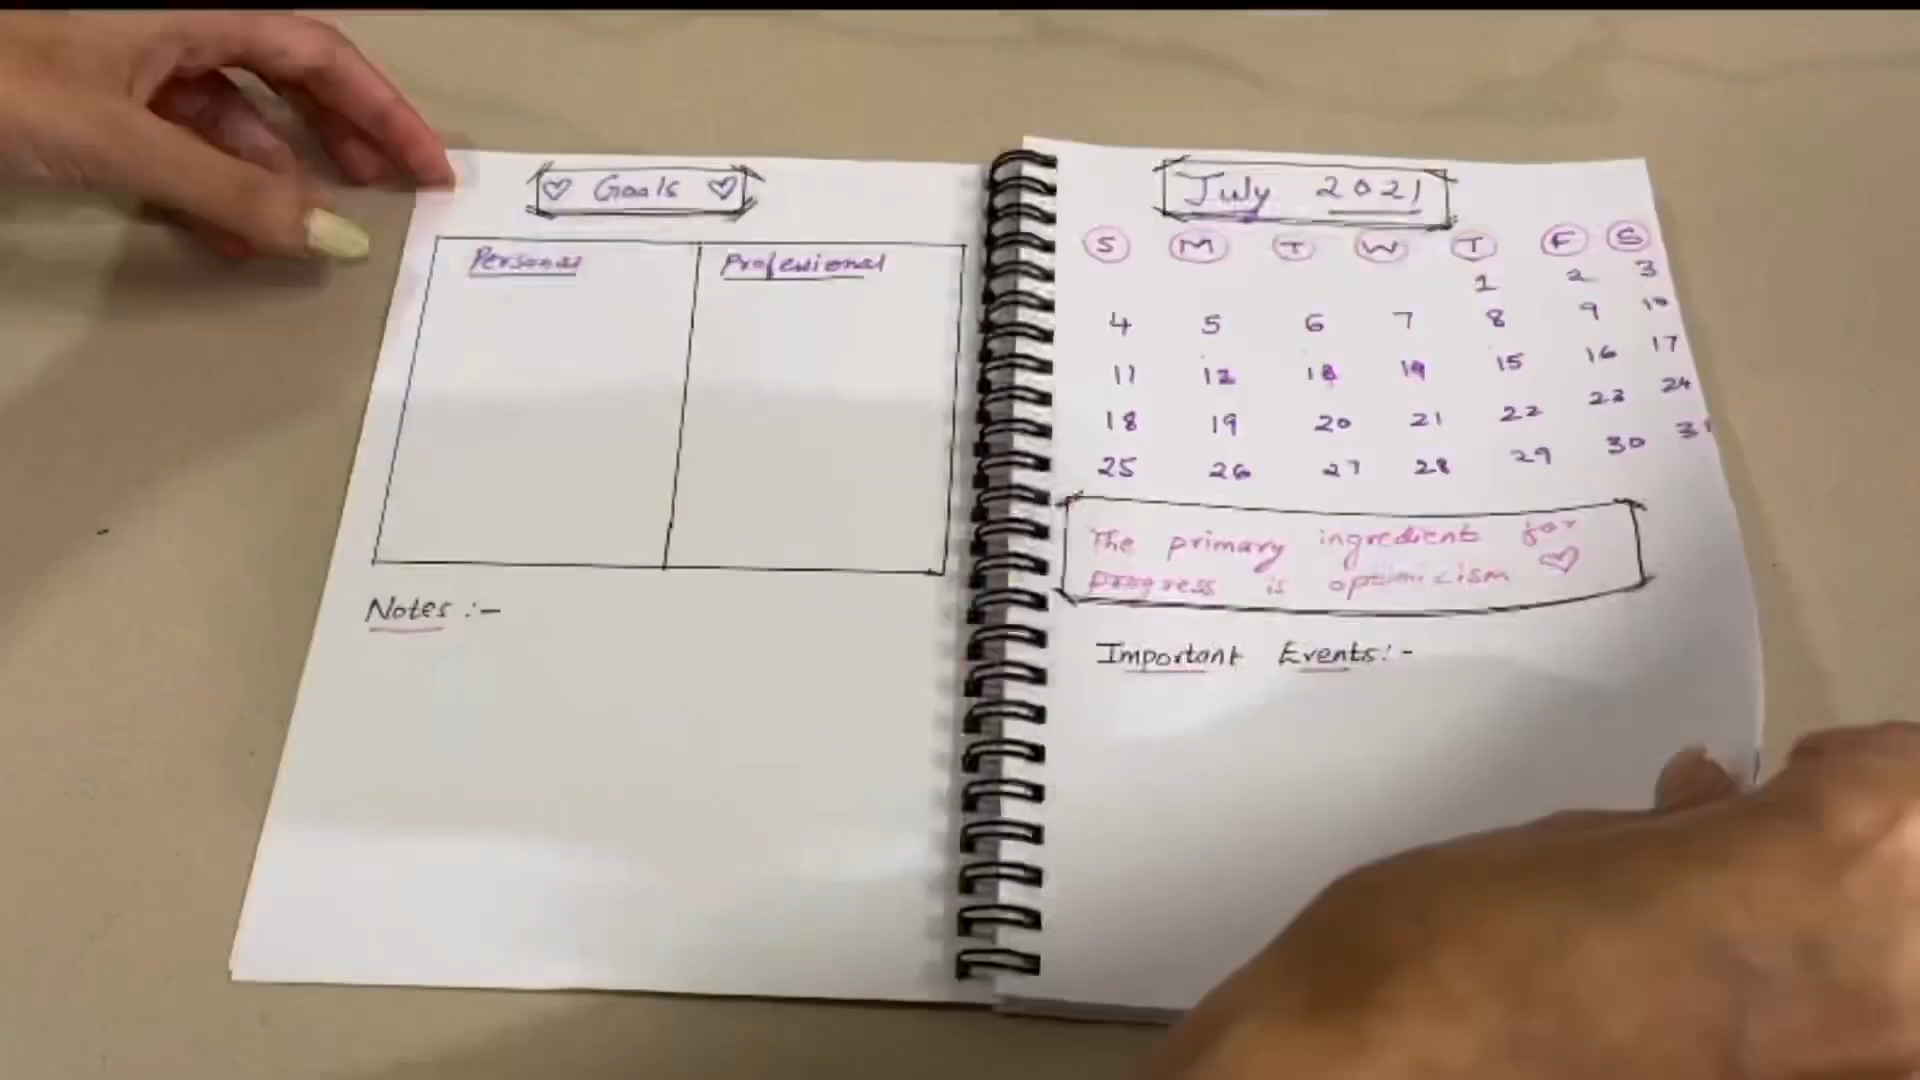 ♡ Goals ♡
Personal
Professional
Notes :-
July 2021
S M T W T F S
1 2 3
4 5 6 7 8 9 10
11 12 13 14 15 16 17
18 19 20 21 22 23 24
25 26 27 28 29 30 31
The primary ingredient for
progress is optimicism ♡
Important Events:-